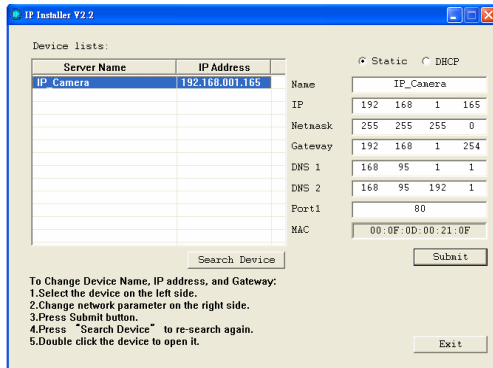 IP Installer V2.2
Device lists:
Server Name IP Address
IP_Camera 192.168.001.165
Search Device
To Change Device Name, IP address, and Gateway:
1.Select the device on the left side.
2.Change network parameter on the right side.
3.Press Submit button.
4.Press “Search Device” to re-search again.
5.Double click the device to open it.
Static DHCP
Name IP_Camera
IP 192 168 1 165
Netmask 255 255 255 0
Gateway 192 168 1 254
DNS 1 168 95 1 1
DNS 2 168 95 192 1
Port1 80
MAC 00:0F:0D:00:21:0F
Submit
Exit